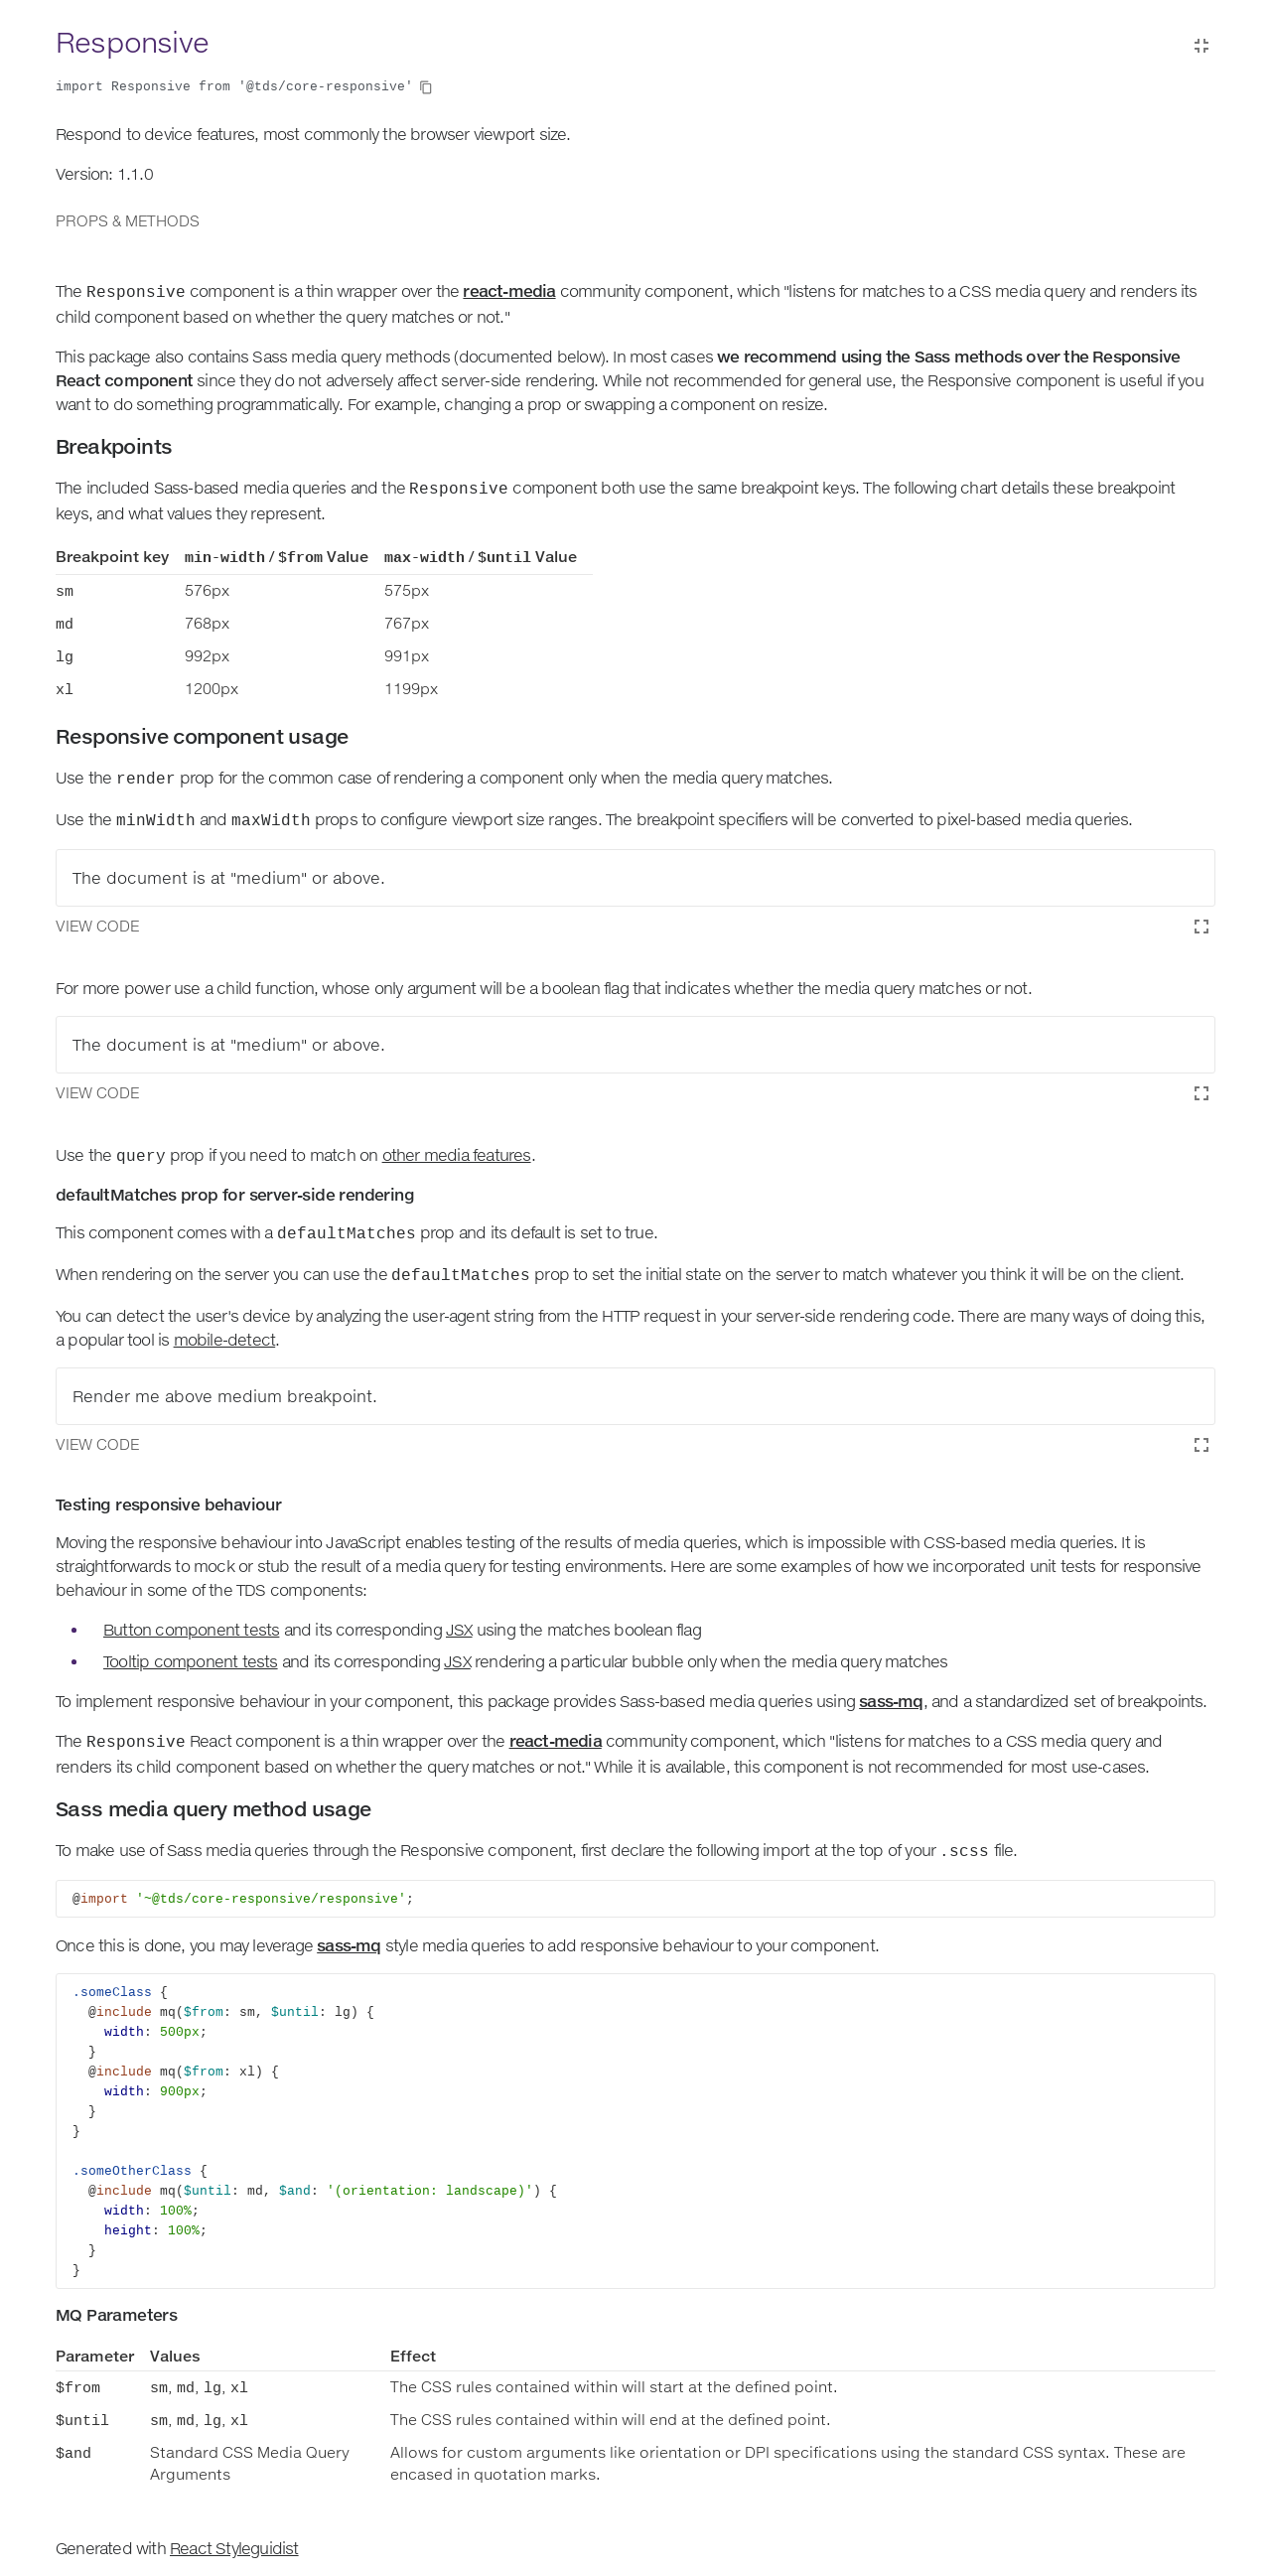 Responsive
import Responsive from '@tds/core-responsive'
Respond to device features, most commonly the browser viewport size.
Version: 1.1.0
PROPS & METHODS
The Responsive component is a thin wrapper over the react-media community component, which "listens for matches to a CSS media query and renders its
child component based on whether the query matches or not."
This package also contains Sass media query methods (documented below). In most cases we recommend using the Sass methods over the Responsive
React component since they do not adversely affect server-side rendering. While not recommended for general use, the Responsive component is useful if you
want to do something programmatically. For example, changing a prop or swapping a component on resize.
Breakpoints
The included Sass-based media queries and the Responsive component both use the same breakpoint keys. The following chart details these breakpoint
keys, and what values they represent.
Breakpoint key min-width / $from Value max-width / $until Value
sm 576px 575px
md 768px 767px
lg 992px 991px
xl 1200px 1199px
Responsive component usage
Use the render prop for the common case of rendering a component only when the media query matches.
Use the minWidth and maxWidth props to configure viewport size ranges. The breakpoint specifiers will be converted to pixel-based media queries.
The document is at "medium" or above.
VIEW CODE
For more power use a child function, whose only argument will be a boolean flag that indicates whether the media query matches or not.
The document is at "medium" or above.
VIEW CODE
Use the query prop if you need to match on other media features.
defaultMatches prop for server-side rendering
This component comes with a defaultMatches prop and its default is set to true.
When rendering on the server you can use the defaultMatches prop to set the initial state on the server to match whatever you think it will be on the client.
You can detect the user's device by analyzing the user-agent string from the HTTP request in your server-side rendering code. There are many ways of doing this,
a popular tool is mobile-detect.
Render me above medium breakpoint.
VIEW CODE
Testing responsive behaviour
Moving the responsive behaviour into JavaScript enables testing of the results of media queries, which is impossible with CSS-based media queries. It is
straightforwards to mock or stub the result of a media query for testing environments. Here are some examples of how we incorporated unit tests for responsive
behaviour in some of the TDS components:
• Button component tests and its corresponding JSX using the matches boolean flag
• Tooltip component tests and its corresponding JSX rendering a particular bubble only when the media query matches
To implement responsive behaviour in your component, this package provides Sass-based media queries using sass-mq, and a standardized set of breakpoints.
The Responsive React component is a thin wrapper over the react-media community component, which "listens for matches to a CSS media query and
renders its child component based on whether the query matches or not." While it is available, this component is not recommended for most use-cases.
Sass media query method usage
To make use of Sass media queries through the Responsive component, first declare the following import at the top of your .scss file.
@import '~@tds/core-responsive/responsive';
Once this is done, you may leverage sass-mq style media queries to add responsive behaviour to your component.
.someClass {
  @include mq($from: sm, $until: lg) {
    width: 500px;
  }
  @include mq($from: xl) {
    width: 900px;
  }
}
.someOtherClass {
  @include mq($until: md, $and: '(orientation: landscape)') {
    width: 100%;
    height: 100%;
  }
}
MQ Parameters
Parameter Values Effect
$from sm, md, lg, xl The CSS rules contained within will start at the defined point.
$until sm, md, lg, xl The CSS rules contained within will end at the defined point.
$and Standard CSS Media Query Allows for custom arguments like orientation or DPI specifications using the standard CSS syntax. These are
Arguments encased in quotation marks.
Generated with React Styleguidist